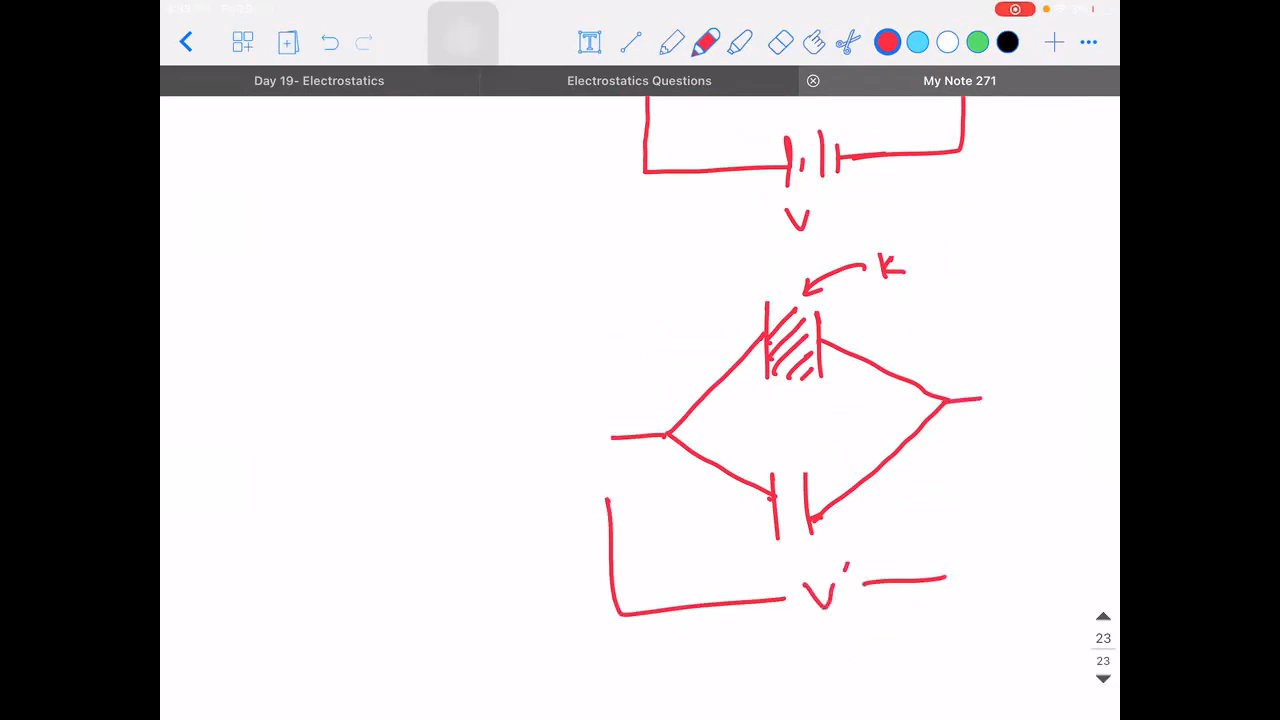 Day 19- Electrostatics
Electrostatics Questions
My Note 271
V
K
V'
23
23